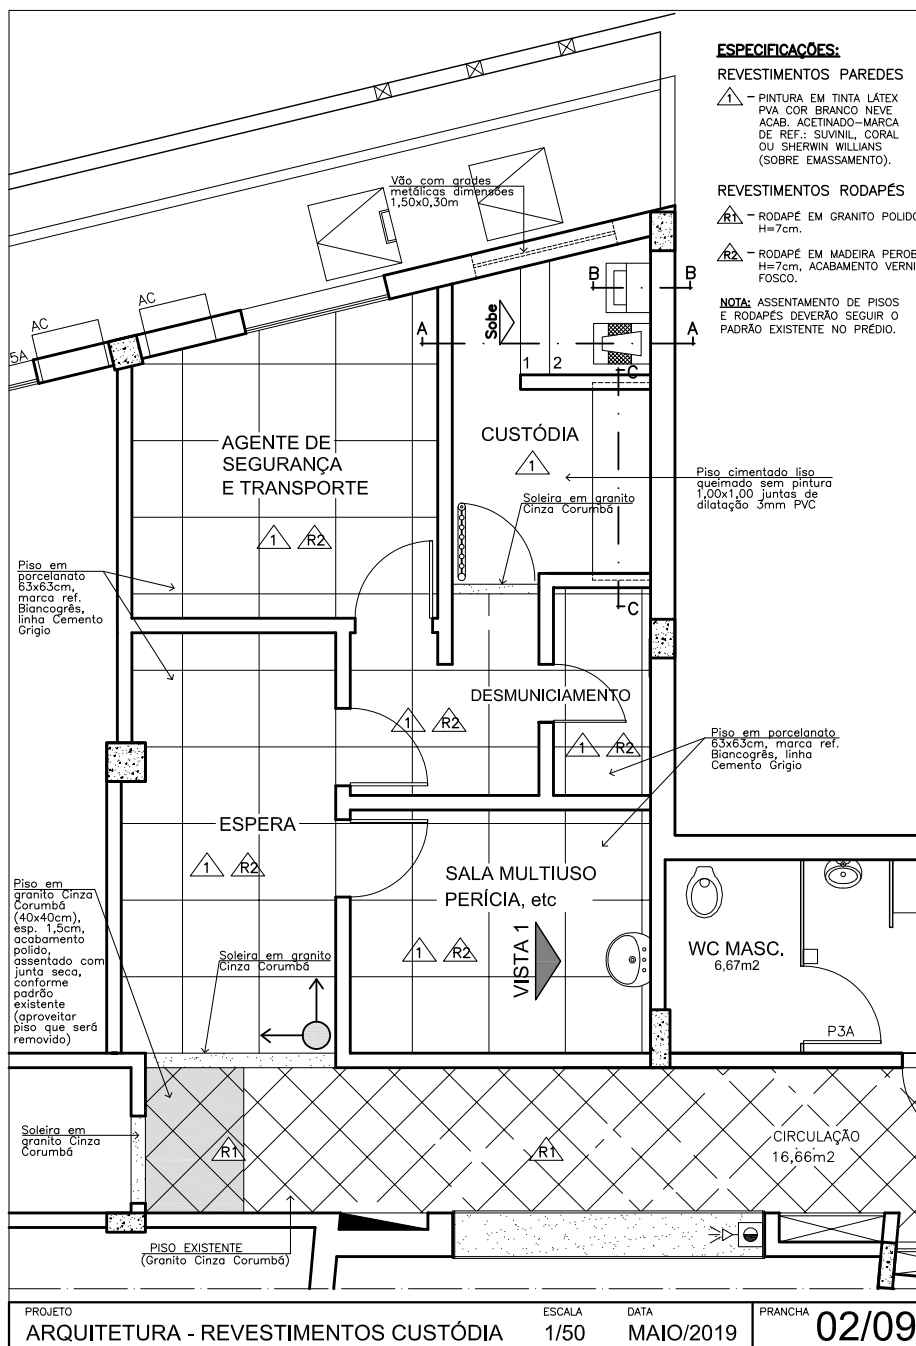 ESPECIFICAÇÕES:
REVESTIMENTOS PAREDES
1 - PINTURA EM TINTA LÁTEX
PVA COR BRANCO NEVE
ACAB. ACETINADO-MARCA
DE REF.: SUVINIL, CORAL
OU SHERWIN WILLIANS
(SOBRE EMASSAMENTO).
REVESTIMENTOS RODAPÉS
R1 - RODAPÉ EM GRANITO POLIDO
H=7cm.
R2 - RODAPÉ EM MADEIRA PEROB
H=7cm, ACABAMENTO VERNI
FOSCO.
NOTA: ASSENTAMENTO DE PISOS
E RODAPÉS DEVERÃO SEGUIR O
PADRÃO EXISTENTE NO PRÉDIO.
Vão com grades
metálicas dimensões
1,50x0,30m
AC
AC
5A
A
A
B
B
Sobe
1
2
C
CUSTÓDIA
1
AGENTE DE
SEGURANÇA
E TRANSPORTE
1
R2
Soleira em granito
Cinza Corumbá
Piso cimentado liso
queimado sem pintura
1,00x1,00 juntas de
dilatação 3mm PVC
Piso em
porcelanato
63x63cm,
marca ref.
Biancogrês,
linha Cemento
Grigio
C
DESMUNICIAMENTO
1
R2
1
R2
Piso em porcelanato
63x63cm, marca ref.
Biancogrês, linha
Cemento Grigio
ESPERA
1
R2
SALA MULTIUSO
PERÍCIA, etc
1
R2
VISTA 1
WC MASC.
6,67m2
P3A
Piso em
granito Cinza
Corumbá
(40x40cm),
esp. 1,5cm,
acabamento
polido,
assentado com
junta seca,
conforme
padrão
existente
(aproveitar
piso que será
removido)
Soleira em granito
Cinza Corumbá
Soleira em
granito Cinza
Corumbá
R1
R1
CIRCULAÇÃO
16,66m2
PISO EXISTENTE
(Granito Cinza Corumbá)
PROJETO
ARQUITETURA - REVESTIMENTOS CUSTÓDIA
ESCALA
1/50
DATA
MAIO/2019
PRANCHA
02/09